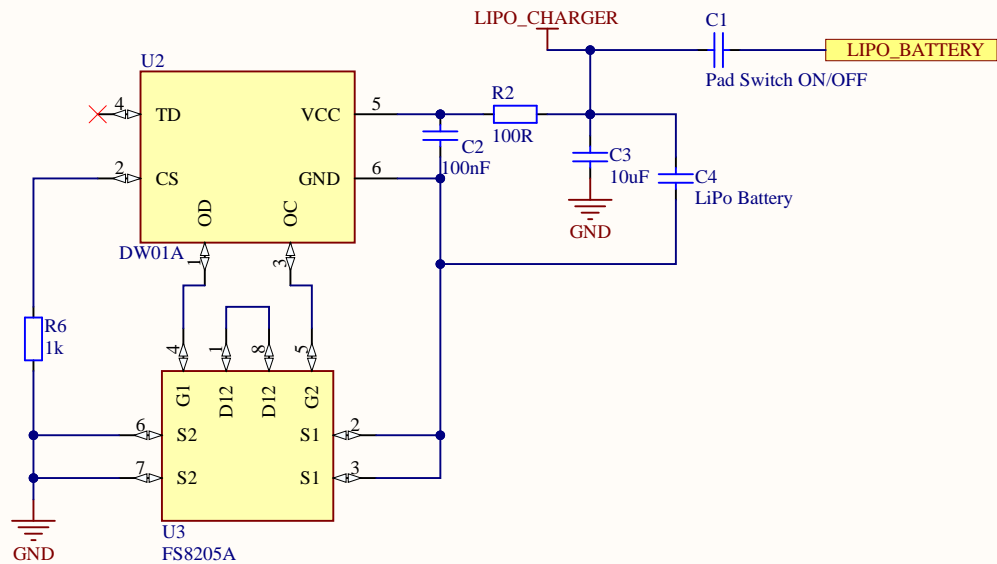 LIPO_CHARGER
C1
LIPO_BATTERY
Pad Switch ON/OFF
U2
4
TD
VCC
5
R2
100R
C2
100nF
2
CS
GND
6
C3
10uF
C4
LiPo Battery
OD
OC
GND
DW01A
1
3
R6
1k
4
1
8
5
G1
D12
D12
G2
6
S2
S1
2
7
S2
S1
3
U3
GND
FS8205A